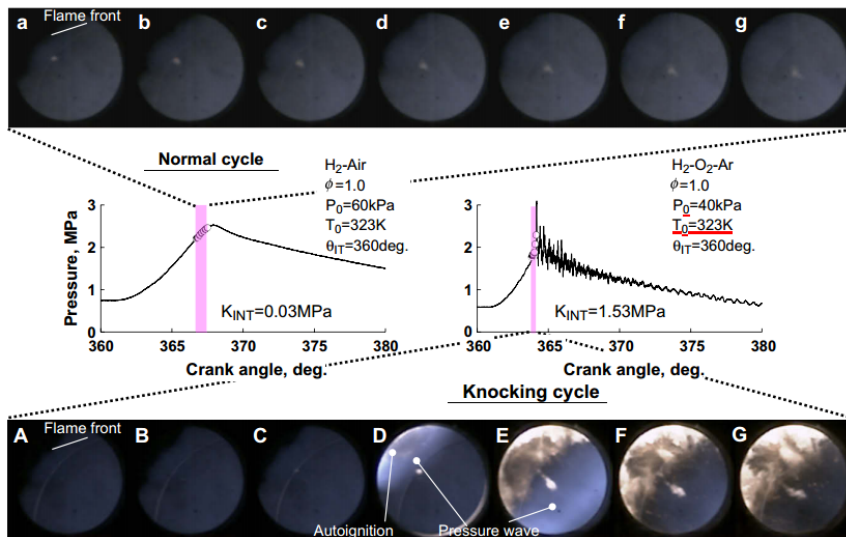 Flame front
a b c d e f g
Normal cycle
H2-Air
ϕ=1.0
P0=60kPa
T0=323K
θIT=360deg.
H2-O2-Ar
ϕ=1.0
P0=40kPa
T0=323K
θIT=360deg.
Pressure, MPa
3
2
1
0
KINT=0.03MPa
360 365 370 375 380
Crank angle, deg.
3
2
1
0
KINT=1.53MPa
360 365 370 375 380
Crank angle, deg.
Knocking cycle
A B C D E F G
Flame front
Autoignition
Pressure wave